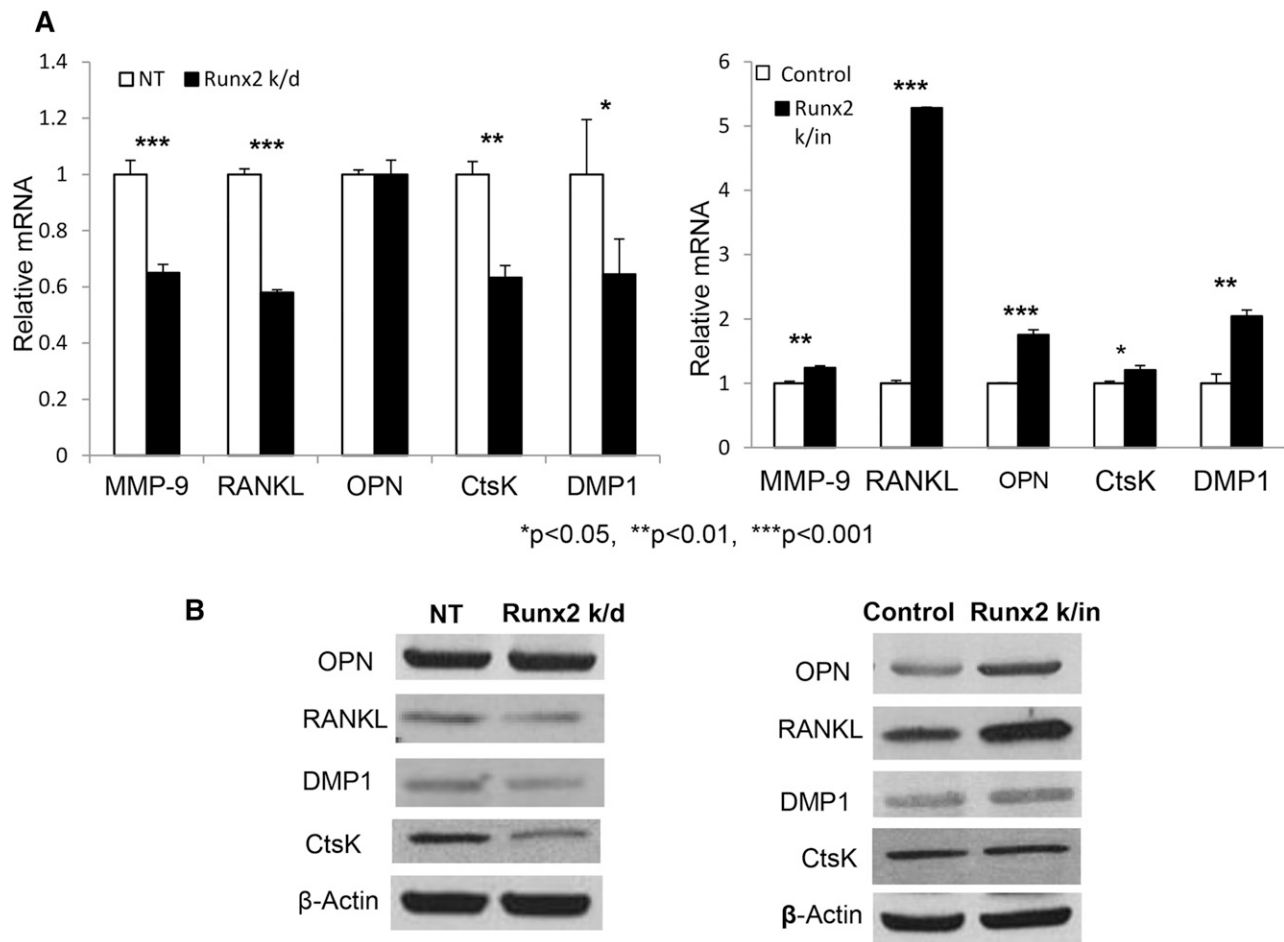 A
1.4
1.2
1
0.8
0.6
0.4
0.2
0
Relative mRNA
NT Runx2 k/d
***
***
**
*
MMP-9 RANKL OPN CtsK DMP1
6
5
4
3
2
1
0
Relative mRNA
Control
Runx2
k/in
**
***
***
*
**
MMP-9 RANKL OPN CtsK DMP1
*p<0.05, **p<0.01, ***p<0.001
B
NT Runx2 k/d
OPN
RANKL
DMP1
CtsK
β-Actin
Control Runx2 k/in
OPN
RANKL
DMP1
CtsK
β-Actin